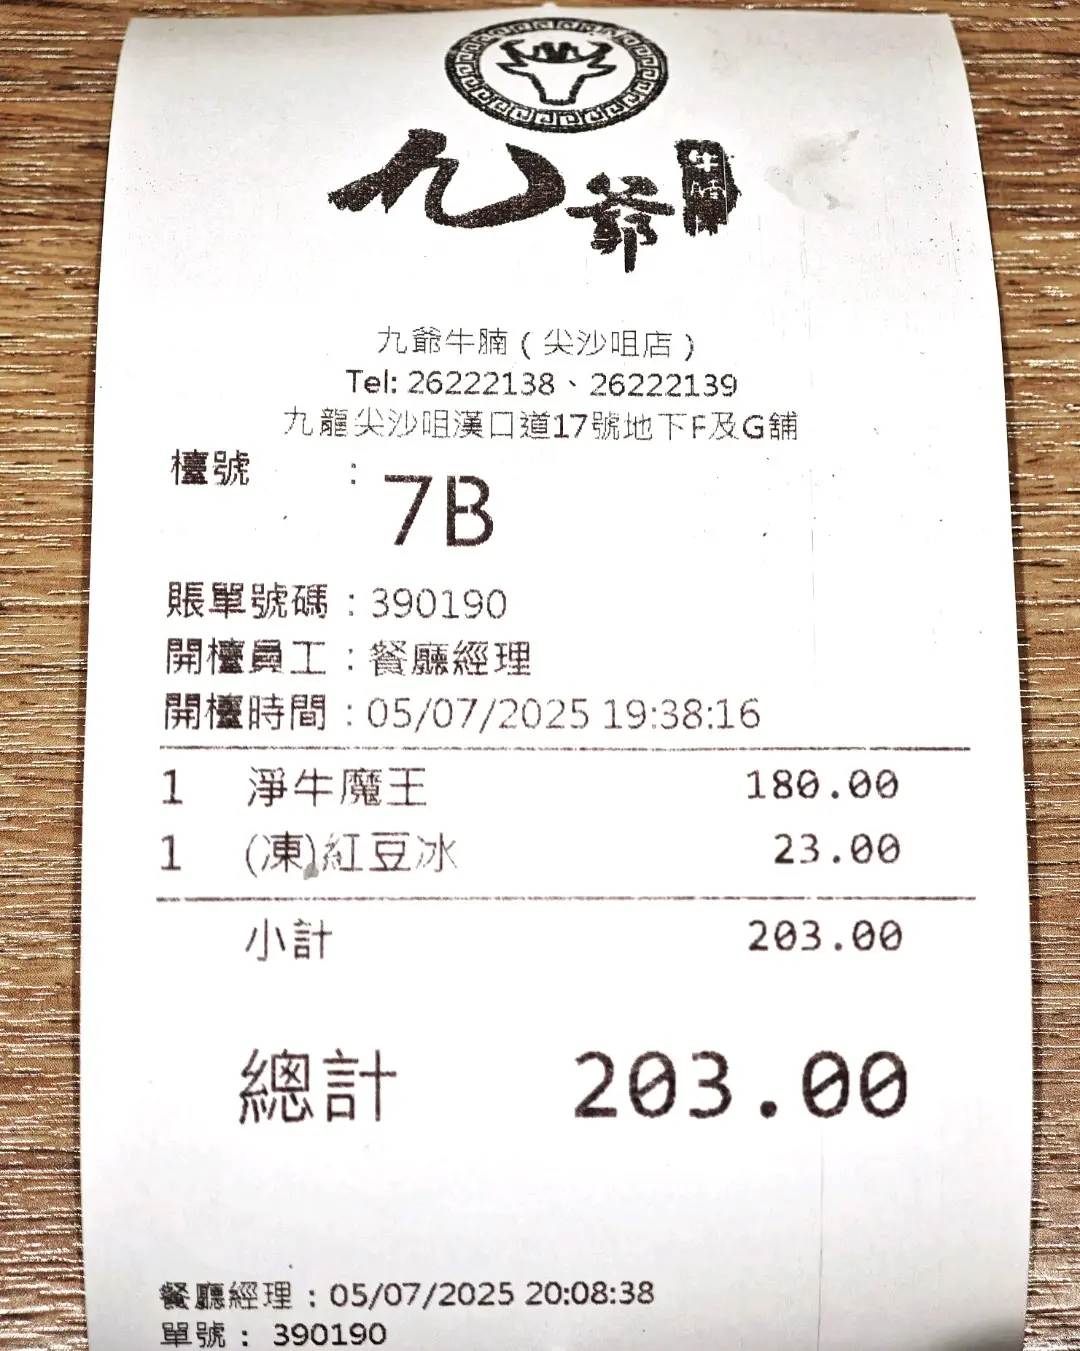 九爺
牛腩
九爺牛腩(尖沙咀店)
Tel: 26222138、26222139
九龍尖沙咀漢口道17號地下F及G舖
檯號 : 7B
賬單號碼 : 390190
開檯員工 : 餐廳經理
開檯時間 : 05/07/2025 19:38:16
1 淨牛魔王 180.00
1 (凍)紅豆冰 23.00
小計 203.00
總計 203.00
餐廳經理 : 05/07/2025 20:08:38
單號 : 390190